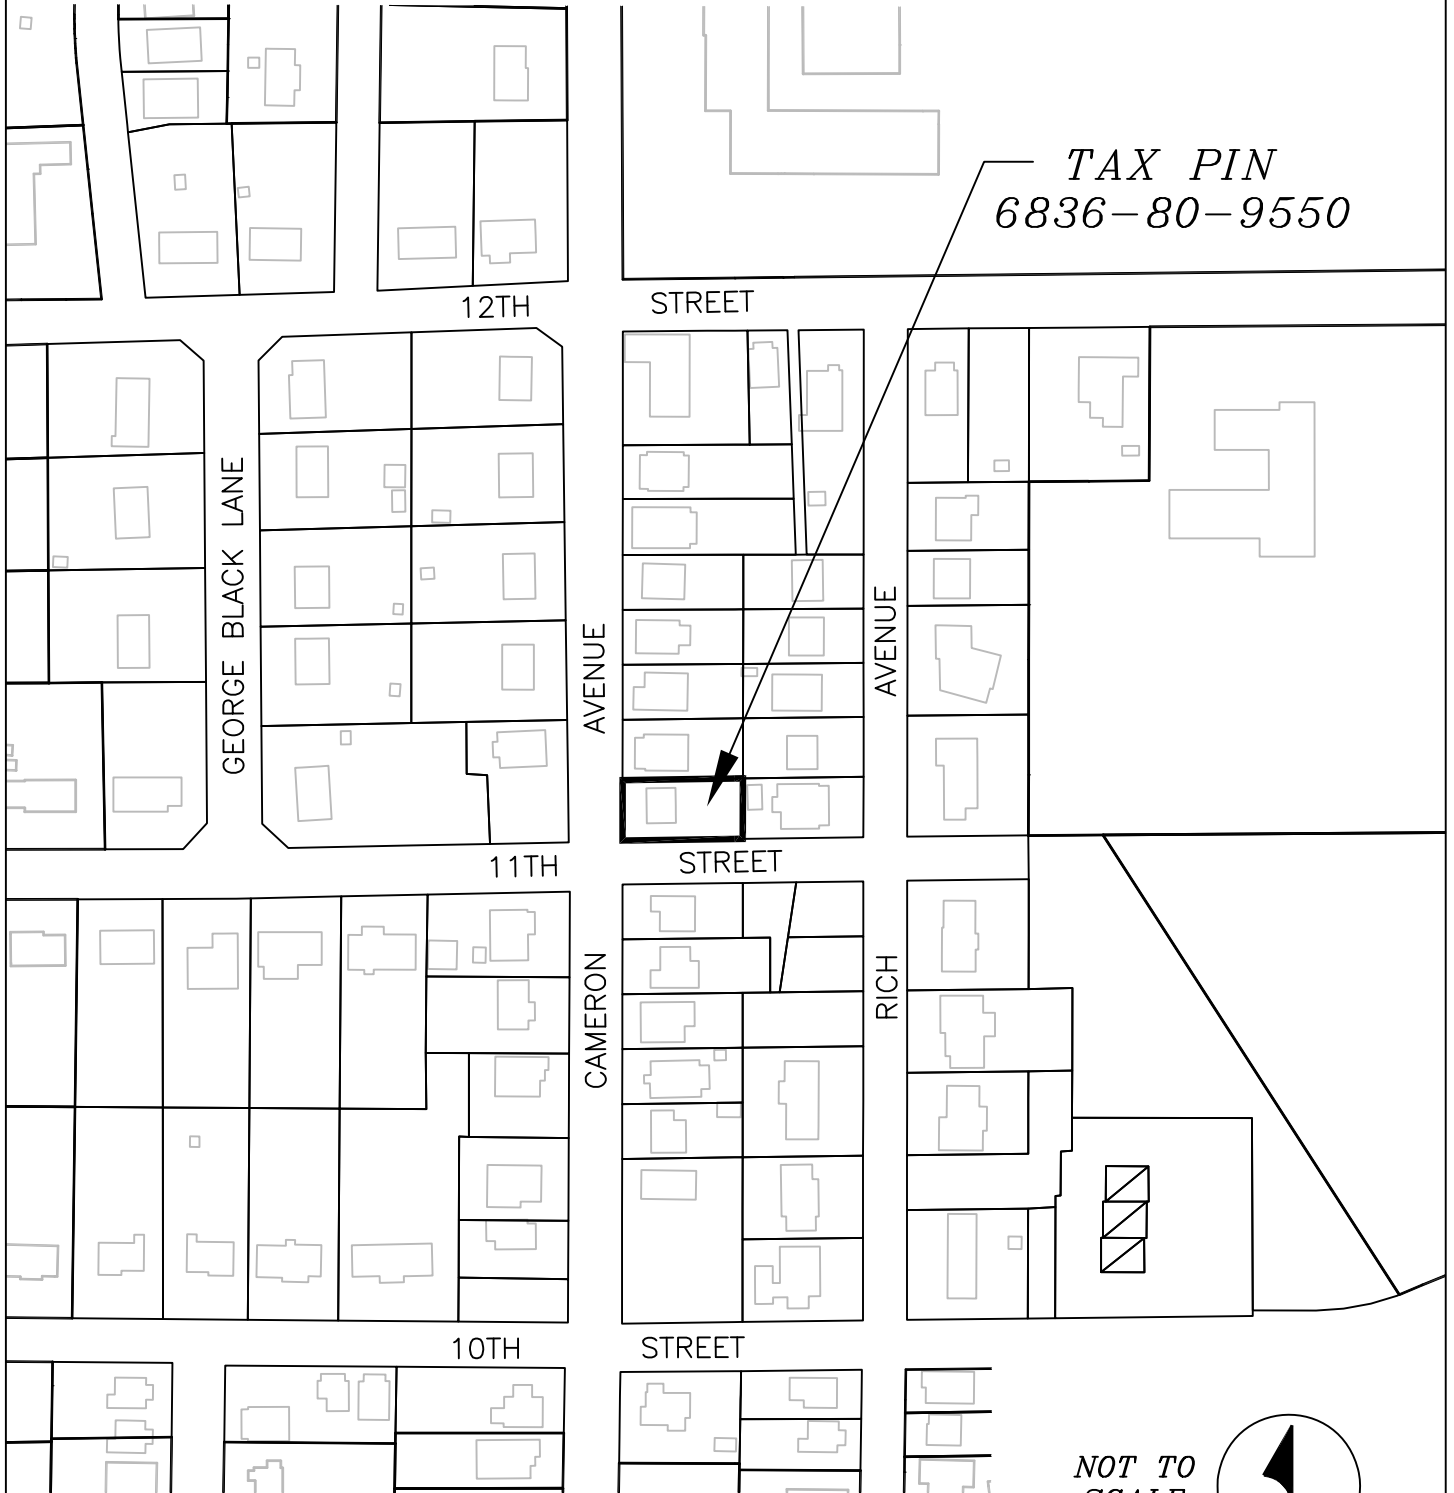 TAX PIN
6836-80-9550
12TH STREET
GEORGE BLACK LANE
AVENUE
AVENUE
11TH STREET
CAMERON
RICH
10TH STREET
NOT TO
SCALE